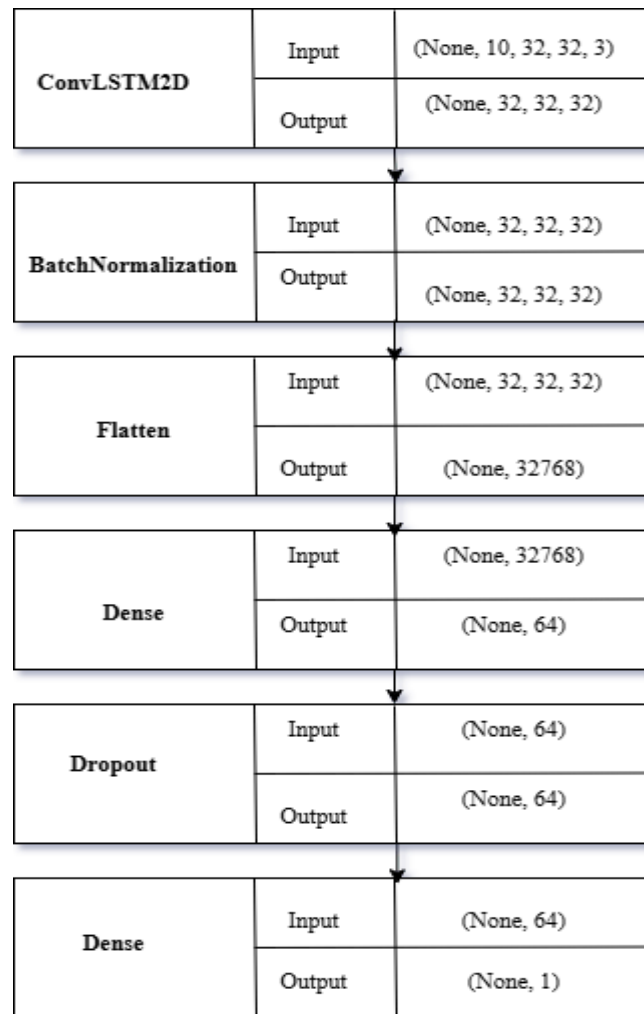 ConvLSTM2D
Input
(None, 10, 32, 32, 3)
Output
(None, 32, 32, 32)
BatchNormalization
Input
(None, 32, 32, 32)
Output
(None, 32, 32, 32)
Flatten
Input
(None, 32, 32, 32)
Output
(None, 32768)
Dense
Input
(None, 32768)
Output
(None, 64)
Dropout
Input
(None, 64)
Output
(None, 64)
Dense
Input
(None, 64)
Output
(None, 1)